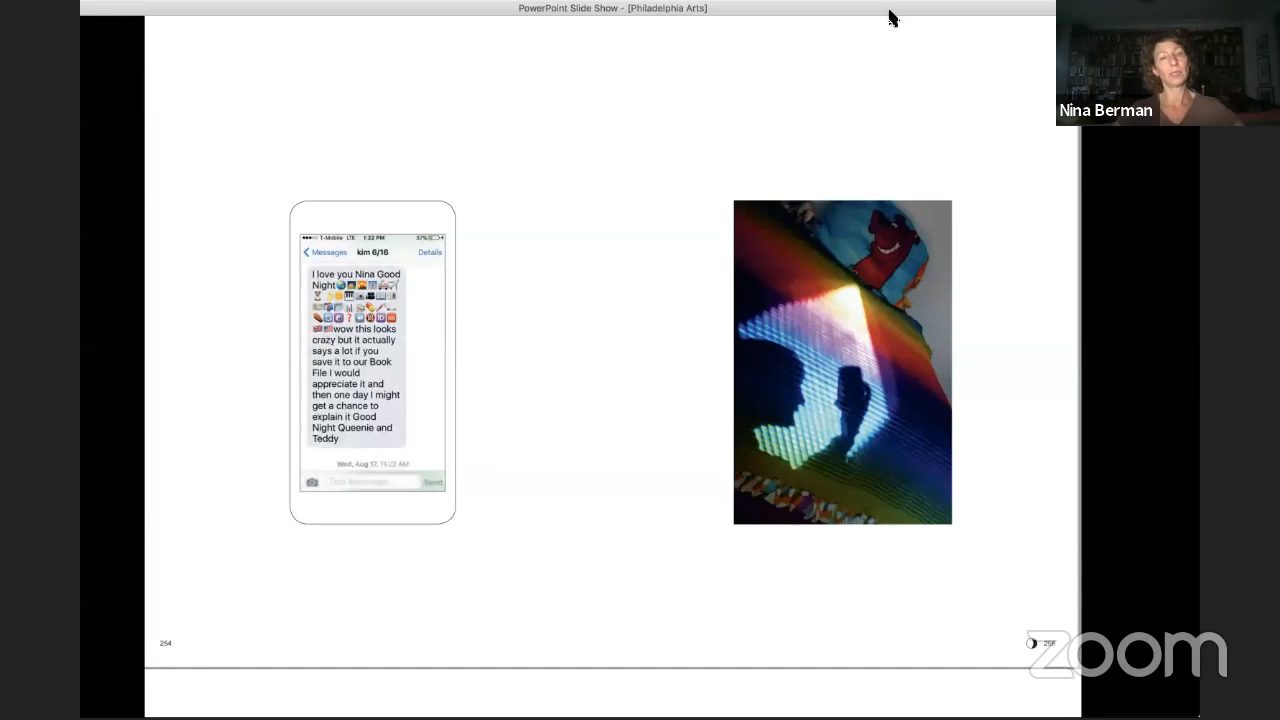 PowerPoint Slide Show - [Philadelphia Arts]
Nina Berman
T-Mobile LTE 1:22 PM 97%
Messages kim 6/16 Details
I love you Nina Good
Night
wow this looks
crazy but it actually
says a lot if you
save it to our Book
File I would
appreciate it and
then one day I might
get a chance to
explain it Good
Night Queenie and
Teddy
Wed, Aug 17, 11:22 AM
Text Message
Send
254
zoom